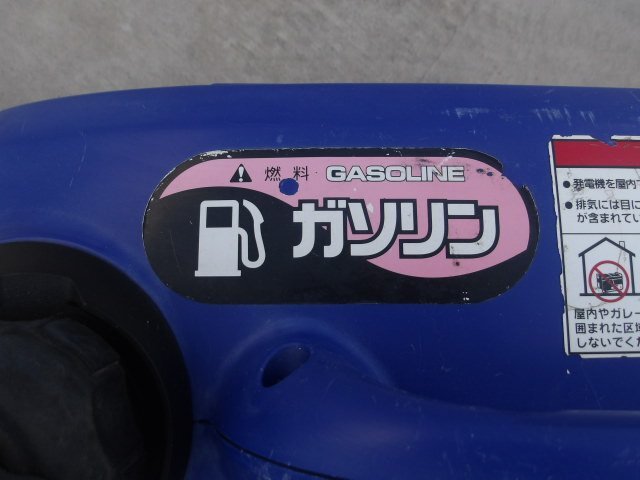 燃料 GASOLINE
ガソリン
●発電機を屋内
●排気には目に
が含まれてい
屋内やガレー
囲まれた区域
しないでくだ